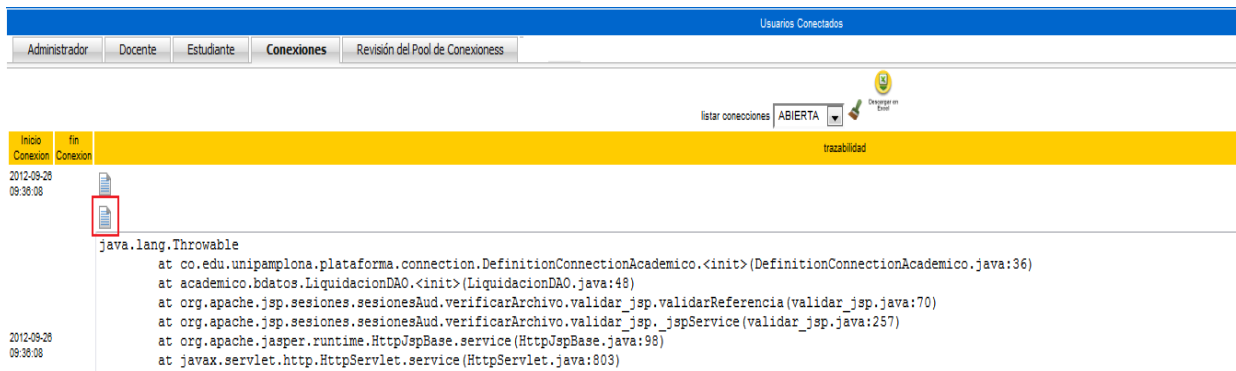 Usuarios Conectados
Administrador Docente Estudiante Conexiones Revisión del Pool de Conexioness
Descargar en
Excel
listar conecciones ABIERTA
Inicio Conexion fin Conexion trazabilidad
2012-09-26
09:36:08
java.lang.Throwable
at co.edu.unipamplona.plataforma.connection.DefinitionConnectionAcademico.<init>(DefinitionConnectionAcademico.java:36)
at academico.bdatos.LiquidacionDAO.<init>(LiquidacionDAO.java:48)
at org.apache.jsp.sesiones.sesionesAud.verificarArchivo.validar_jsp.validarReferencia(validar_jsp.java:70)
at org.apache.jsp.sesiones.sesionesAud.verificarArchivo.validar_jsp._jspService(validar_jsp.java:257)
2012-09-26
09:36:08
at org.apache.jasper.runtime.HttpJspBase.service(HttpJspBase.java:98)
at javax.servlet.http.HttpServlet.service(HttpServlet.java:803)